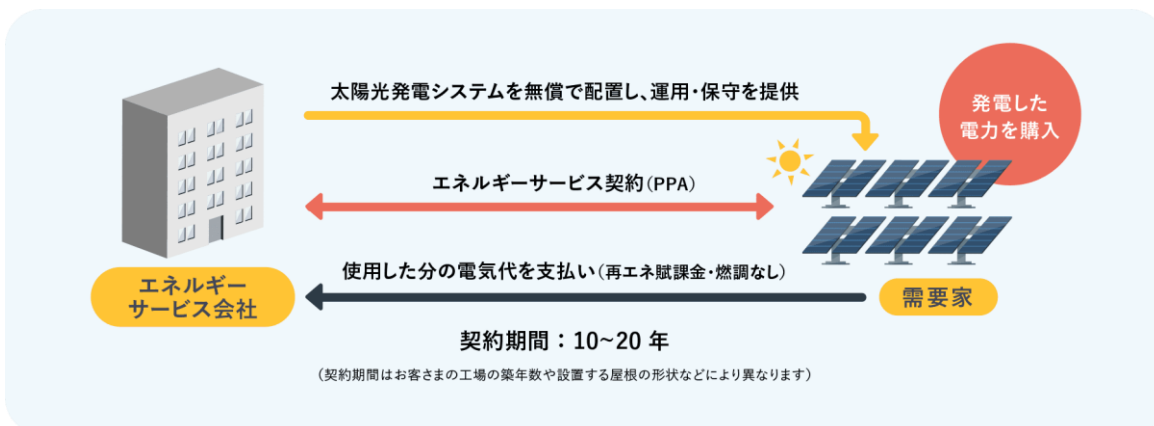 太陽光発電システムを無償で配置し、運用・保守を提供
発電した
電力を購入
エネルギーサービス契約(PPA)
使用した分の電気代を支払い(再エネ賦課金・燃調なし)
エネルギー
サービス会社
需要家
契約期間：10~20 年
(契約期間はお客さまの工場の築年数や設置する屋根の形状などにより異なります)